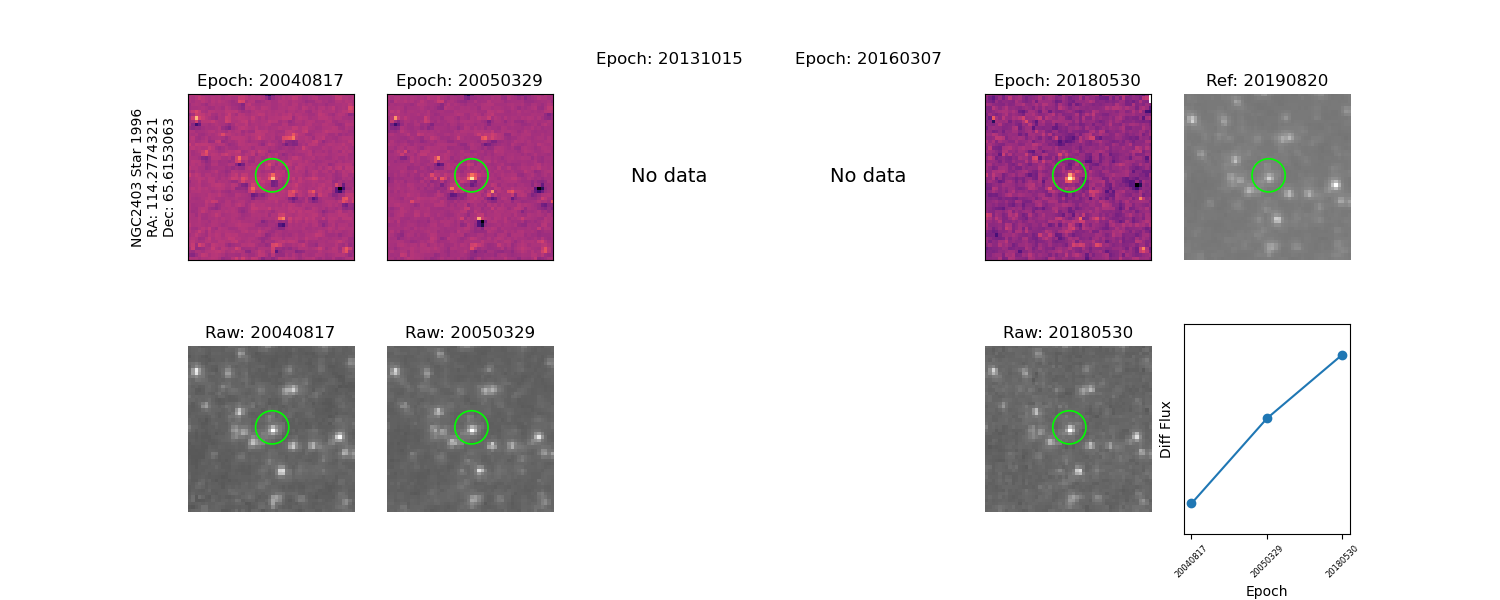 Epoch: 20131015
Epoch: 20160307
Epoch: 20040817
Epoch: 20050329
Epoch: 20180530
Ref: 20190820
NGC2403 Star 1996
RA: 114.2774321
Dec: 65.6153063
No data
No data
Raw: 20040817
Raw: 20050329
Raw: 20180530
Diff Flux
20040817
20050329
20180530
Epoch